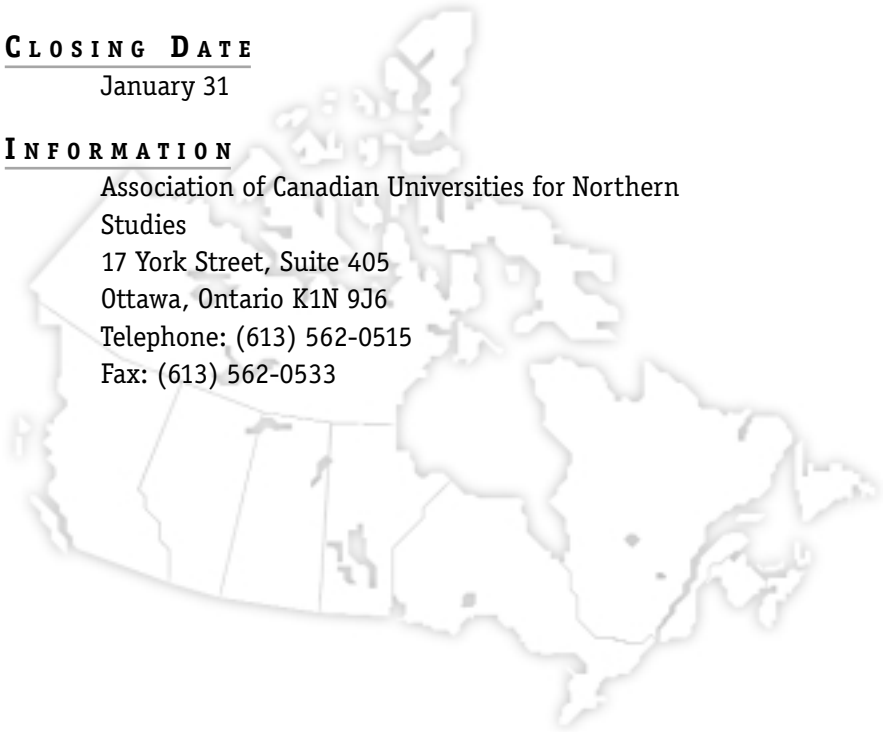 CLOSING DATE
January 31
INFORMATION
Association of Canadian Universities for Northern
Studies
17 York Street, Suite 405
Ottawa, Ontario K1N 9J6
Telephone: (613) 562-0515
Fax: (613) 562-0533